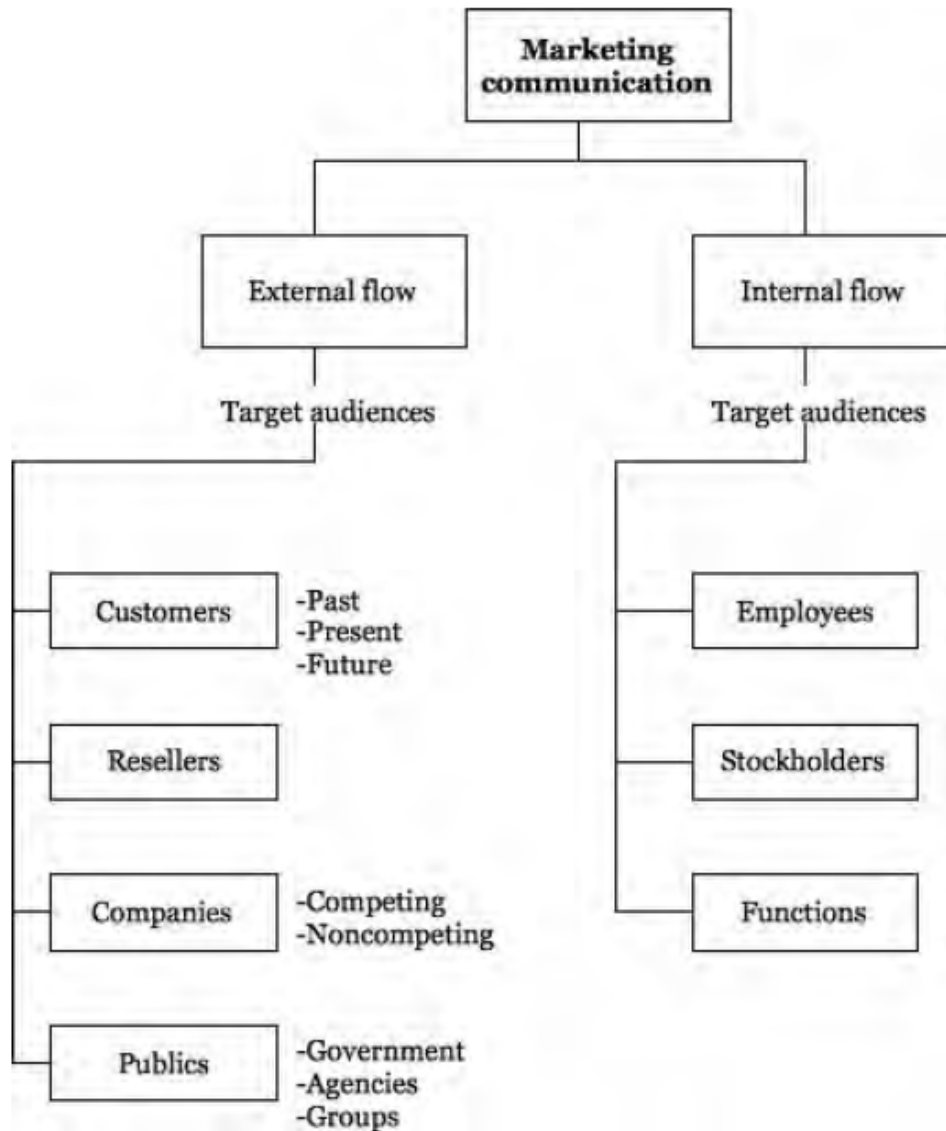 Marketing
communication
External flow
Internal flow
Target audiences
Target audiences
Customers
-Past
-Present
-Future
Resellers
Companies
-Competing
-Noncompeting
Publics
-Government
-Agencies
-Groups
Employees
Stockholders
Functions